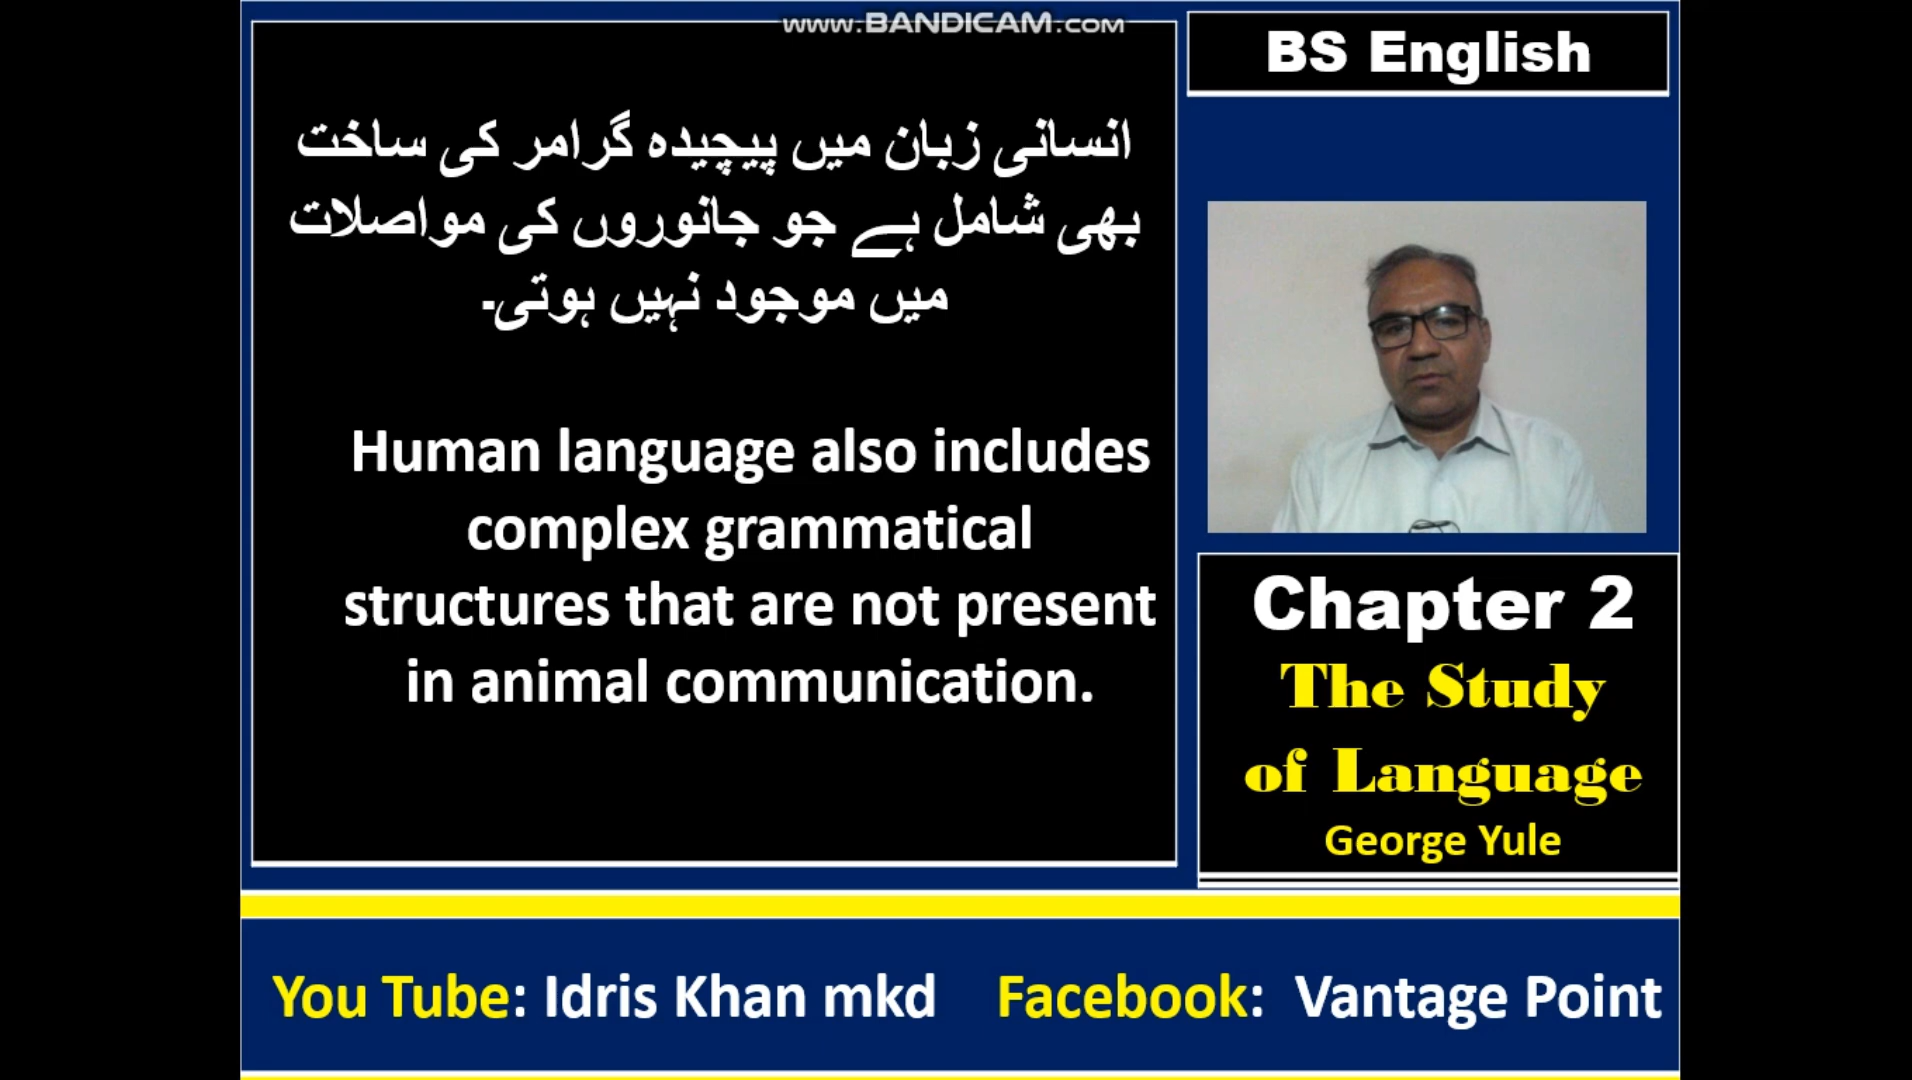 www.BANDICAM.com
BS English
انسانی زبان میں پیچیدہ گرامر کی ساخت
بھی شامل ہے جو جانوروں کی مواصلات
میں موجود نہیں ہوتی۔
Human language also includes
complex grammatical
structures that are not present
in animal communication.
Chapter 2
The Study
of Language
George Yule
You Tube: Idris Khan mkd Facebook: Vantage Point